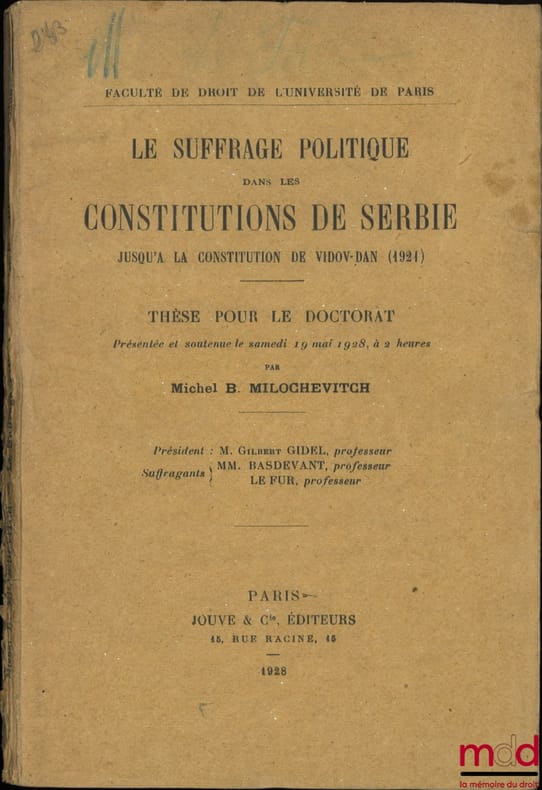 283
FACULTÉ DE DROIT DE L'UNIVERSITÉ DE PARIS
LE SUFFRAGE POLITIQUE
DANS LES
CONSTITUTIONS DE SERBIE
JUSQU'A LA CONSTITUTION DE VIDOV-DAN (1921)
THÈSE POUR LE DOCTORAT
Présentée et soutenue le samedi 19 mai 1928, à 2 heures
PAR
Michel B. MILOCHEVITCH
Président : M. GILBERT GIDEL, professeur
Suffragants } MM. BASDEVANT, professeur
LE FUR, professeur
PARIS
JOUVE & Cie, ÉDITEURS
15, RUE RACINE, 15
1928
mdd
la mémoire du droit